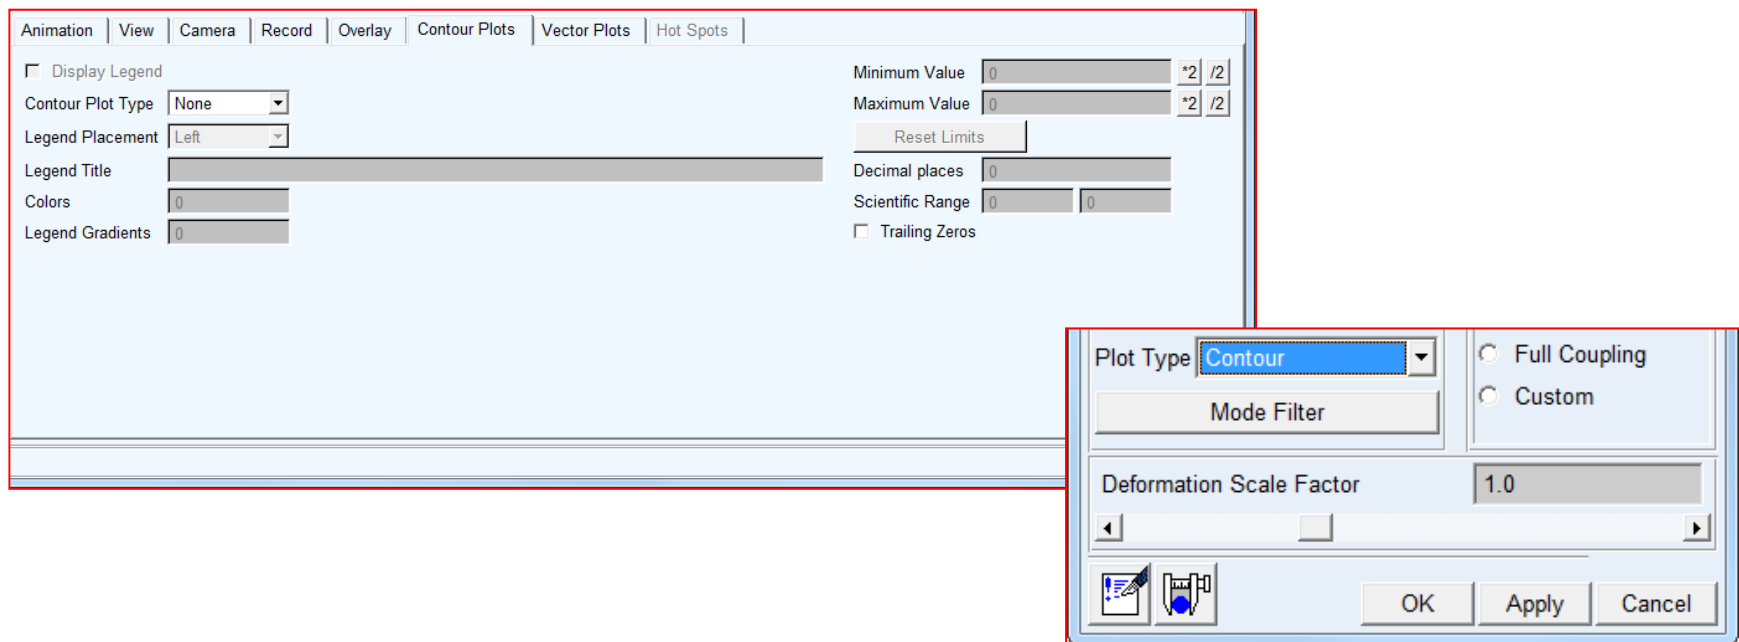 Animation View Camera Record Overlay Contour Plots Vector Plots Hot Spots
Display Legend
Contour Plot Type None
Legend Placement Left
Legend Title
Colors 0
Legend Gradients 0
Minimum Value 0 *2 /2
Maximum Value 0 *2 /2
Reset Limits
Decimal places 0
Scientific Range 0 0
Trailing Zeros
Plot Type Contour
Mode Filter
Full Coupling
Custom
Deformation Scale Factor 1.0
OK Apply Cancel